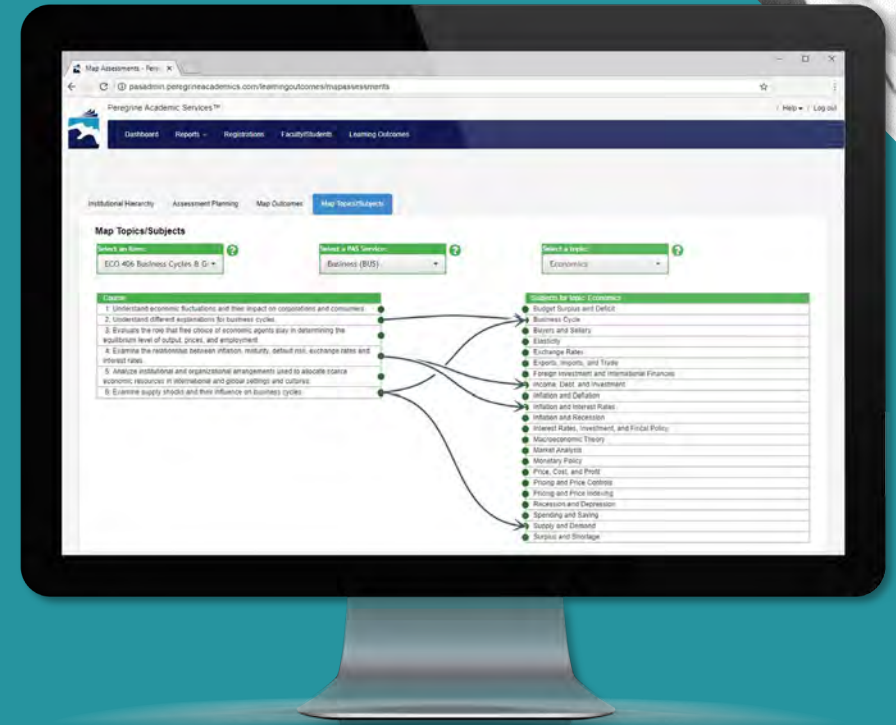 Map Assessments - Pere
pasadmin.peregrineacademics.com/learningoutcomes/mapassessments
Peregrine Academic Services™
Help
Log out
Dashboard Reports Registrations Faculty/Students Learning Outcomes
Institutional Hierarchy Assessment Planning Map Outcomes Map Topics/Subjects
Map Topics/Subjects
Select an Item: Select a PAS Service: Select a topic:
ECO 406 Business Cycles & G Business (BUS) Economics
Course
1. Understand economic fluctuations and their impact on corporations and consumers.
2. Understand different explanations for business cycles.
3. Evaluate the role that free choice of economic agents play in determining the
equilibrium level of output, prices, and employment.
4. Examine the relationships between inflation, maturity, default risk, exchange rates and
interest rates.
5. Analyze institutional and organizational arrangements used to allocate scarce
economic resources in international and global settings and cultures.
6. Examine supply shocks and their influence on business cycles.
Subjects for topic: Economics
Budget Surplus and Deficit
Business Cycle
Buyers and Sellers
Elasticity
Exchange Rates
Exports, Imports, and Trade
Foreign Investment and International Finances
Income, Debt, and Investment
Inflation and Deflation
Inflation and Interest Rates
Inflation and Recession
Interest Rates, Investment, and Fiscal Policy
Macroeconomic Theory
Market Analysis
Monetary Policy
Price, Cost, and Profit
Pricing and Price Controls
Pricing and Price Indexing
Recession and Depression
Spending and Saving
Supply and Demand
Surplus and Shortage